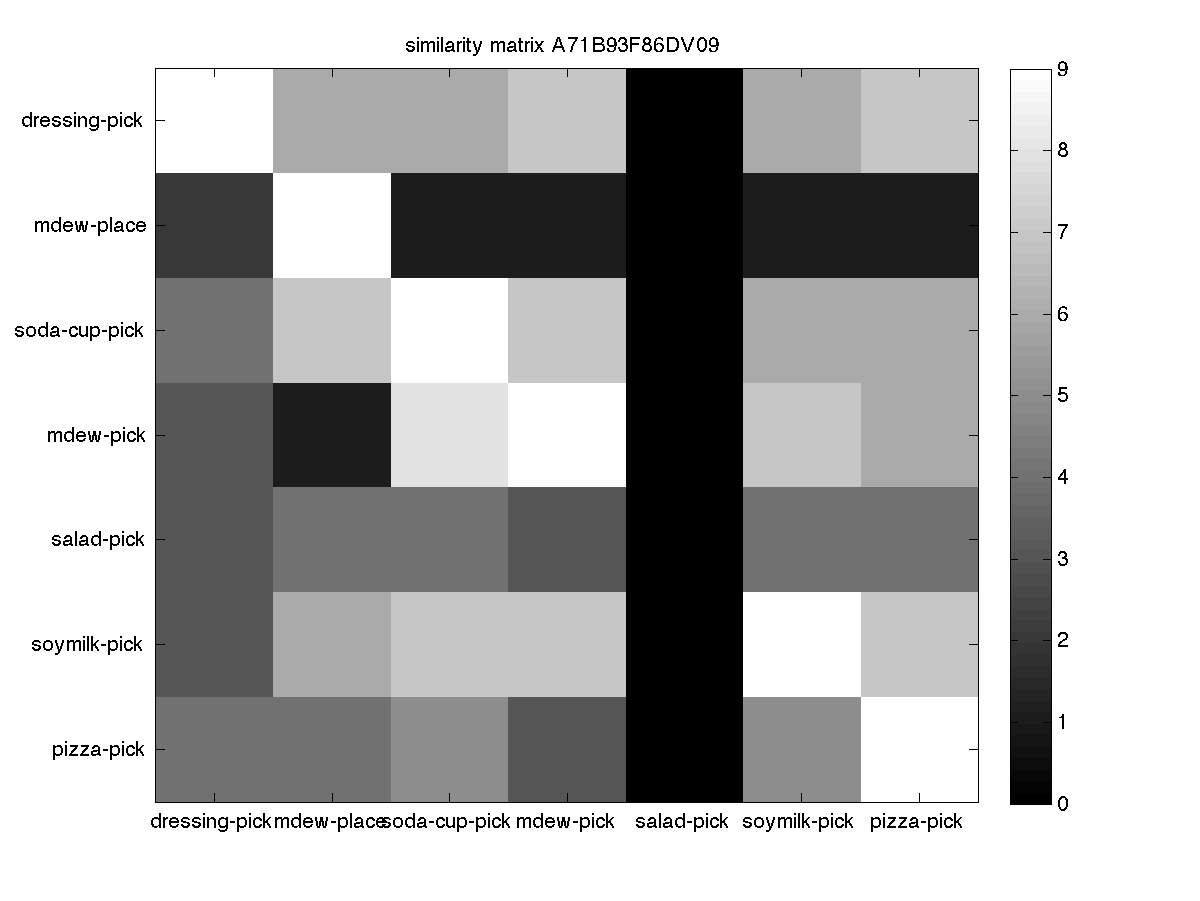 similarity matrix A71B93F86DV09
dressing-pick
mdew-place
soda-cup-pick
mdew-pick
salad-pick
soymilk-pick
pizza-pick
dressing-pick mdew-place soda-cup-pick mdew-pick salad-pick soymilk-pick pizza-pick
9
8
7
6
5
4
3
2
1
0